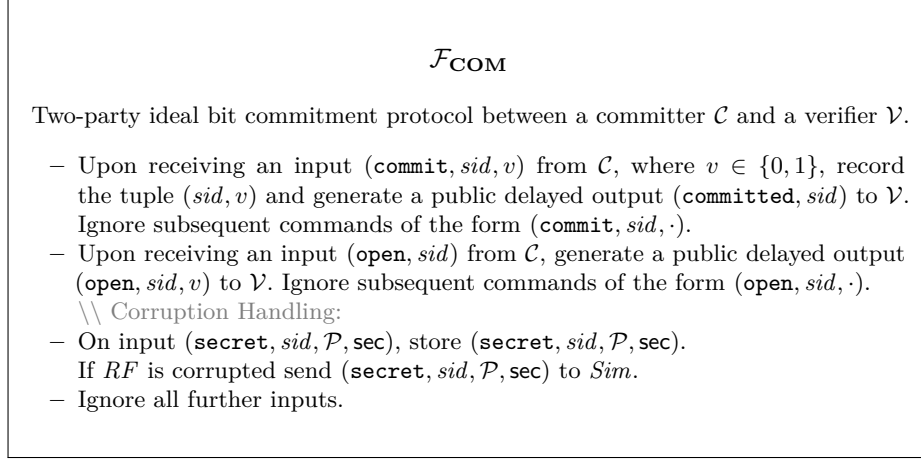 𝓕_COM
Two-party ideal bit commitment protocol between a committer 𝒞 and a verifier 𝒱.
– Upon receiving an input (commit, sid, v) from 𝒞, where v ∈ {0, 1}, record
the tuple (sid, v) and generate a public delayed output (committed, sid) to 𝒱.
Ignore subsequent commands of the form (commit, sid, ·).
– Upon receiving an input (open, sid) from 𝒞, generate a public delayed output
(open, sid, v) to 𝒱. Ignore subsequent commands of the form (open, sid, ·).
\\ Corruption Handling:
– On input (secret, sid, 𝒫, sec), store (secret, sid, 𝒫, sec).
If RF is corrupted send (secret, sid, 𝒫, sec) to Sim.
– Ignore all further inputs.